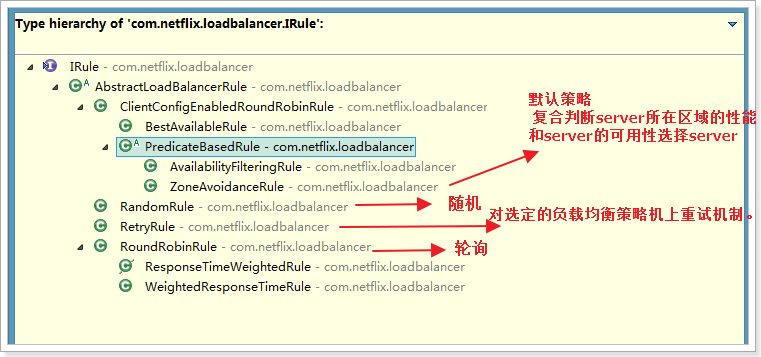 Type hierarchy of 'com.netflix.loadbalancer.IRule':
IRule - com.netflix.loadbalancer
AbstractLoadBalancerRule - com.netflix.loadbalancer
ClientConfigEnabledRoundRobinRule - com.netflix.loadbalancer
BestAvailableRule - com.netflix.loadbalancer
PredicateBasedRule - com.netflix.loadbalancer
AvailabilityFilteringRule - com.netflix.loadbalancer
ZoneAvoidanceRule - com.netflix.loadbalancer
默认策略
复合判断server所在区域的性能
和server的可用性选择server
RandomRule - com.netflix.loadbalancer
随机
RetryRule - com.netflix.loadbalancer
对选定的负载均衡策略机上重试机制。
RoundRobinRule - com.netflix.loadbalancer
轮询
ResponseTimeWeightedRule - com.netflix.loadbalancer
WeightedResponseTimeRule - com.netflix.loadbalancer